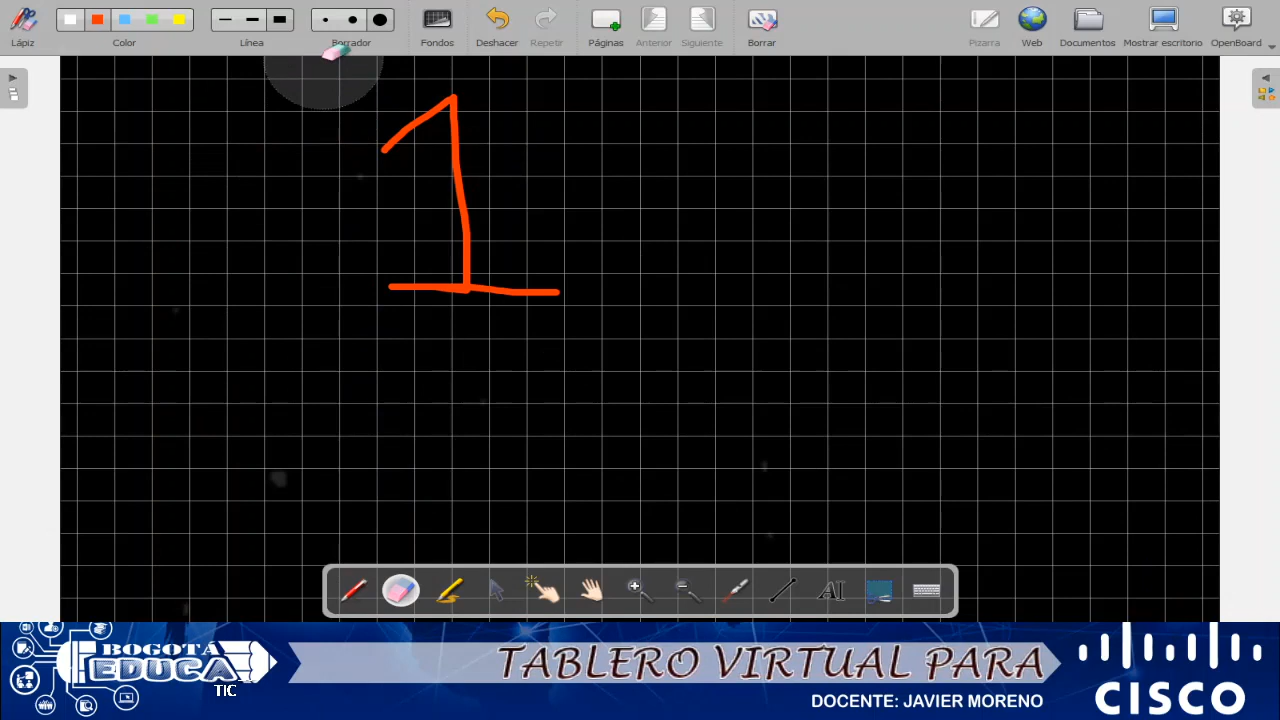 Lápiz Color Línea Borrador Fondos Deshacer Repetir Páginas Anterior Siguiente Borrar Pizarra Web Documentos Mostrar escritorio OpenBoard
1
AI
BOGOTA
EDUCA
TIC
TABLERO VIRTUAL PARA
DOCENTE: JAVIER MORENO
CISCO